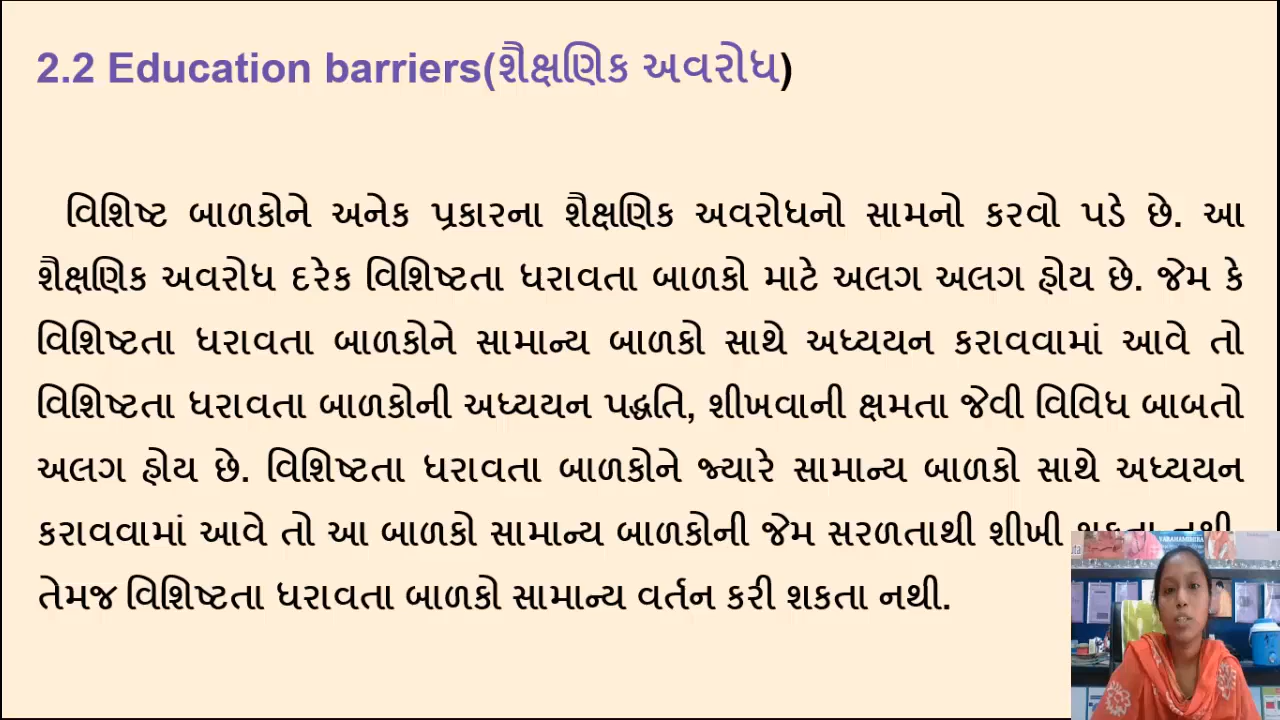 2.2 Education barriers(શૈક્ષણિક અવરોધ)
વિશિષ્ટ બાળકોને અનેક પ્રકારના શૈક્ષણિક અવરોધનો સામનો કરવો પડે છે. આ
શૈક્ષણિક અવરોધ દરેક વિશિષ્ટતા ધરાવતા બાળકો માટે અલગ અલગ હોય છે. જેમ કે
વિશિષ્ટતા ધરાવતા બાળકોને સામાન્ય બાળકો સાથે અધ્યયન કરાવવામાં આવે તો
વિશિષ્ટતા ધરાવતા બાળકોની અધ્યયન પદ્ધતિ, શીખવાની ક્ષમતા જેવી વિવિધ બાબતો
અલગ હોય છે. વિશિષ્ટતા ધરાવતા બાળકોને જ્યારે સામાન્ય બાળકો સાથે અધ્યયન
કરાવવામાં આવે તો આ બાળકો સામાન્ય બાળકોની જેમ સરળતાથી શીખી
તેમજ વિશિષ્ટતા ધરાવતા બાળકો સામાન્ય વર્તન કરી શકતા નથી.